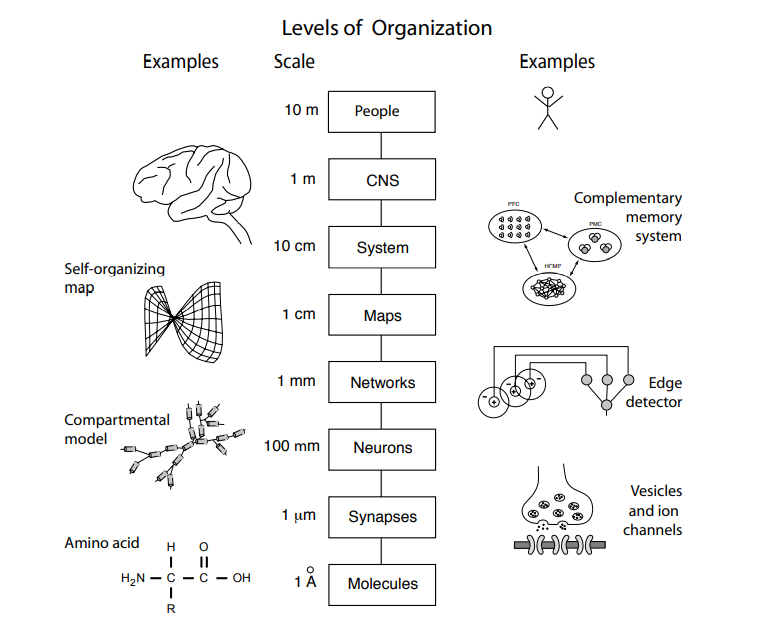 Levels of Organization
Examples
Scale
Examples
10 m
People
1 m
CNS
PFC
PMC
HFMP
Complementary
memory
system
10 cm
System
Self-organizing
map
1 cm
Maps
1 mm
Networks
Edge
detector
Compartmental
model
100 mm
Neurons
Vesicles
and ion
channels
1 μm
Synapses
Amino acid
H O
H₂N – C – C – OH
R
1 Å
Molecules